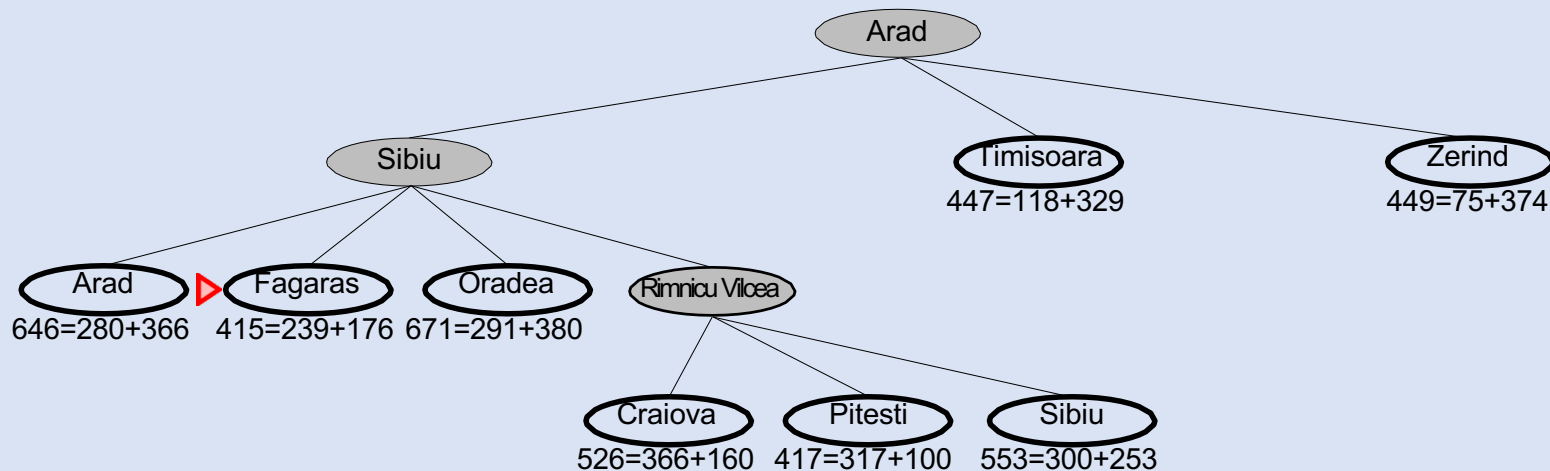 Arad
Sibiu
Timisoara
Zerind
447=118+329
449=75+374
Arad
Fagaras
Oradea
Rimnicu Vilcea
646=280+366
415=239+176
671=291+380
Craiova
Pitesti
Sibiu
526=366+160
417=317+100
553=300+253